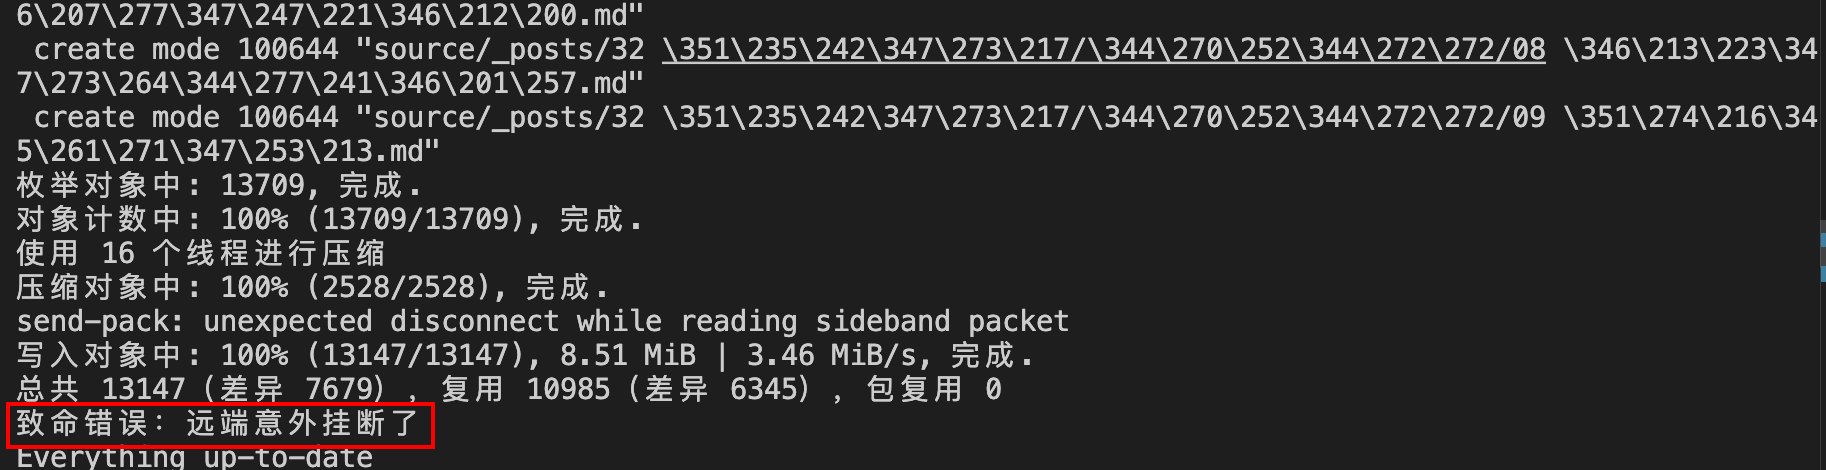 6\207\277\347\247\221\346\212\200.md"
 create mode 100644 "source/_posts/32 \351\235\242\347\273\217/\344\270\252\344\272\272/08 \346\213\223\34
7\273\264\344\277\241\346\201\257.md"
 create mode 100644 "source/_posts/32 \351\235\242\347\273\217/\344\270\252\344\272\272/09 \351\274\216\34
5\261\271\347\253\213.md"
枚举对象中: 13709, 完成.
对象计数中: 100% (13709/13709), 完成.
使用 16 个线程进行压缩
压缩对象中: 100% (2528/2528), 完成.
send-pack: unexpected disconnect while reading sideband packet
写入对象中: 100% (13147/13147), 8.51 MiB | 3.46 MiB/s, 完成.
总共 13147（差异 7679），复用 10985（差异 6345），包复用 0
致命错误：远端意外挂断了
Everything up-to-date